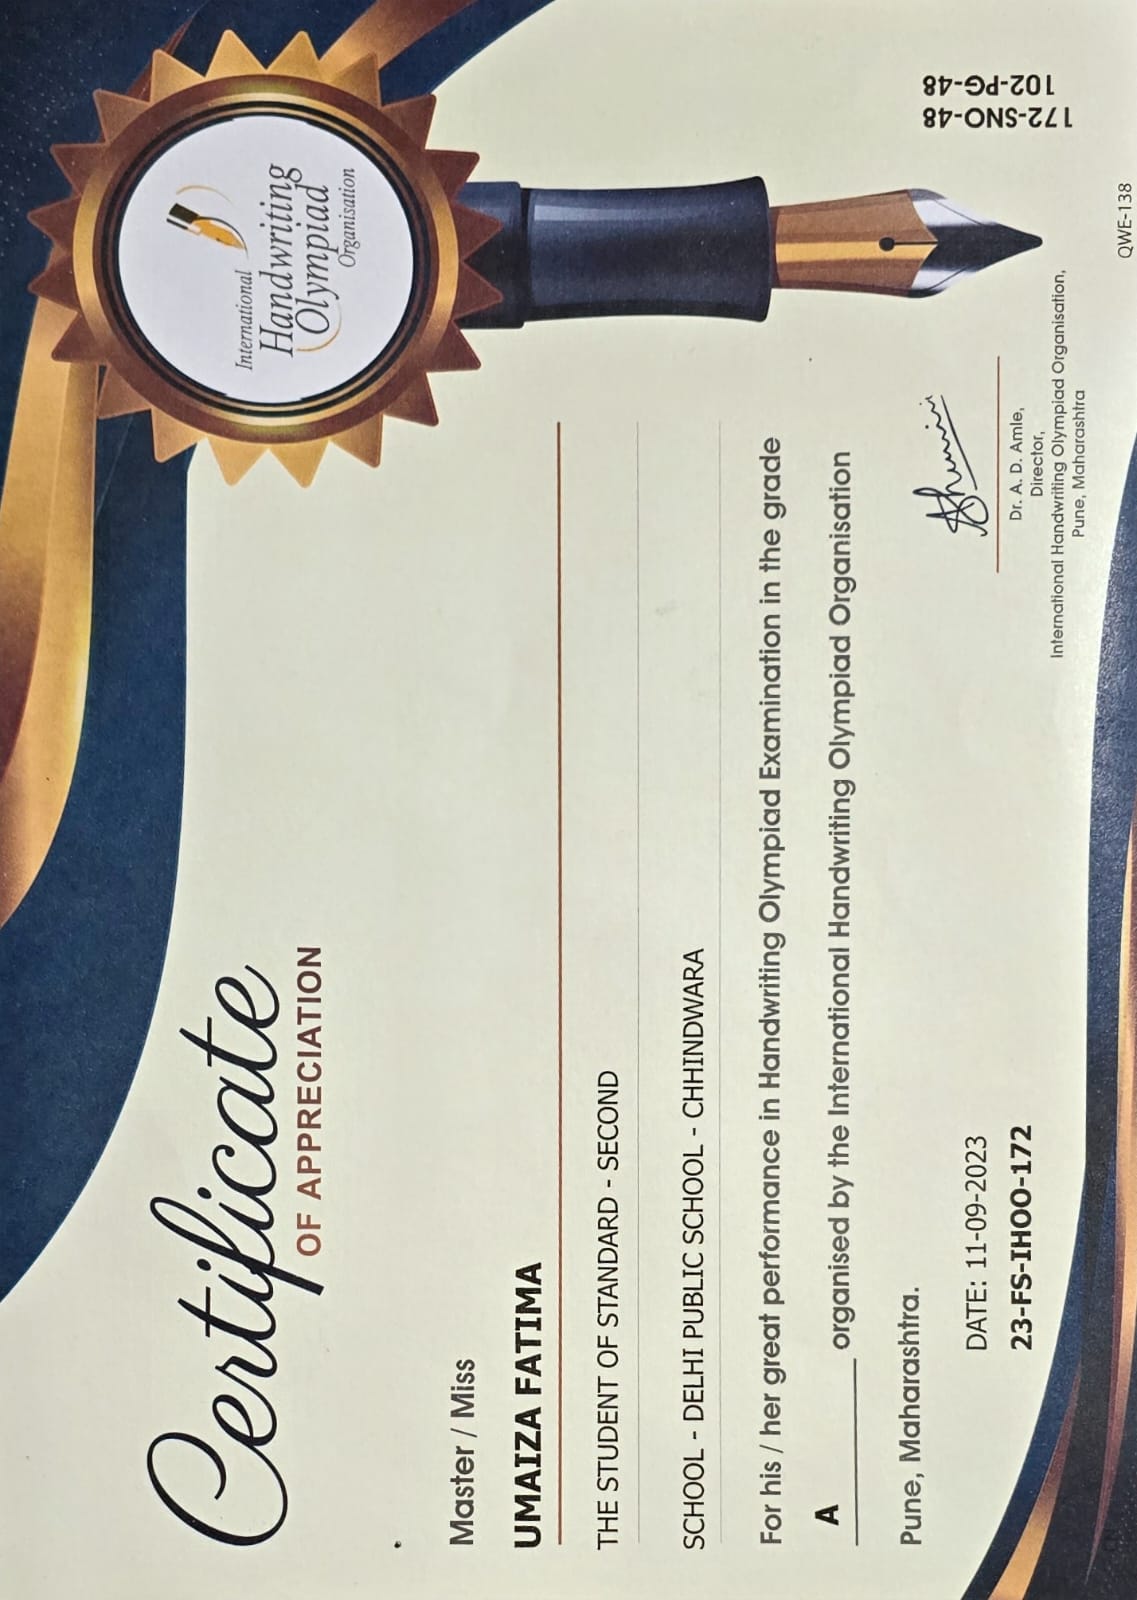 Certificate
OF APPRECIATION
International
Handwriting
Olympiad
Organisation
Master / Miss
UMAIZA FATIMA
THE STUDENT OF STANDARD - SECOND
SCHOOL - DELHI PUBLIC SCHOOL - CHHINDWARA
For his / her great performance in Handwriting Olympiad Examination in the grade
A organised by the International Handwriting Olympiad Organisation
Pune, Maharashtra.
DATE: 11-09-2023
23-FS-IHOO-172
Dr. A. D. Amle,
Director,
International Handwriting Olympiad Organisation,
Pune, Maharashtra
172-SNO-48
102-PG-48
QWE-138